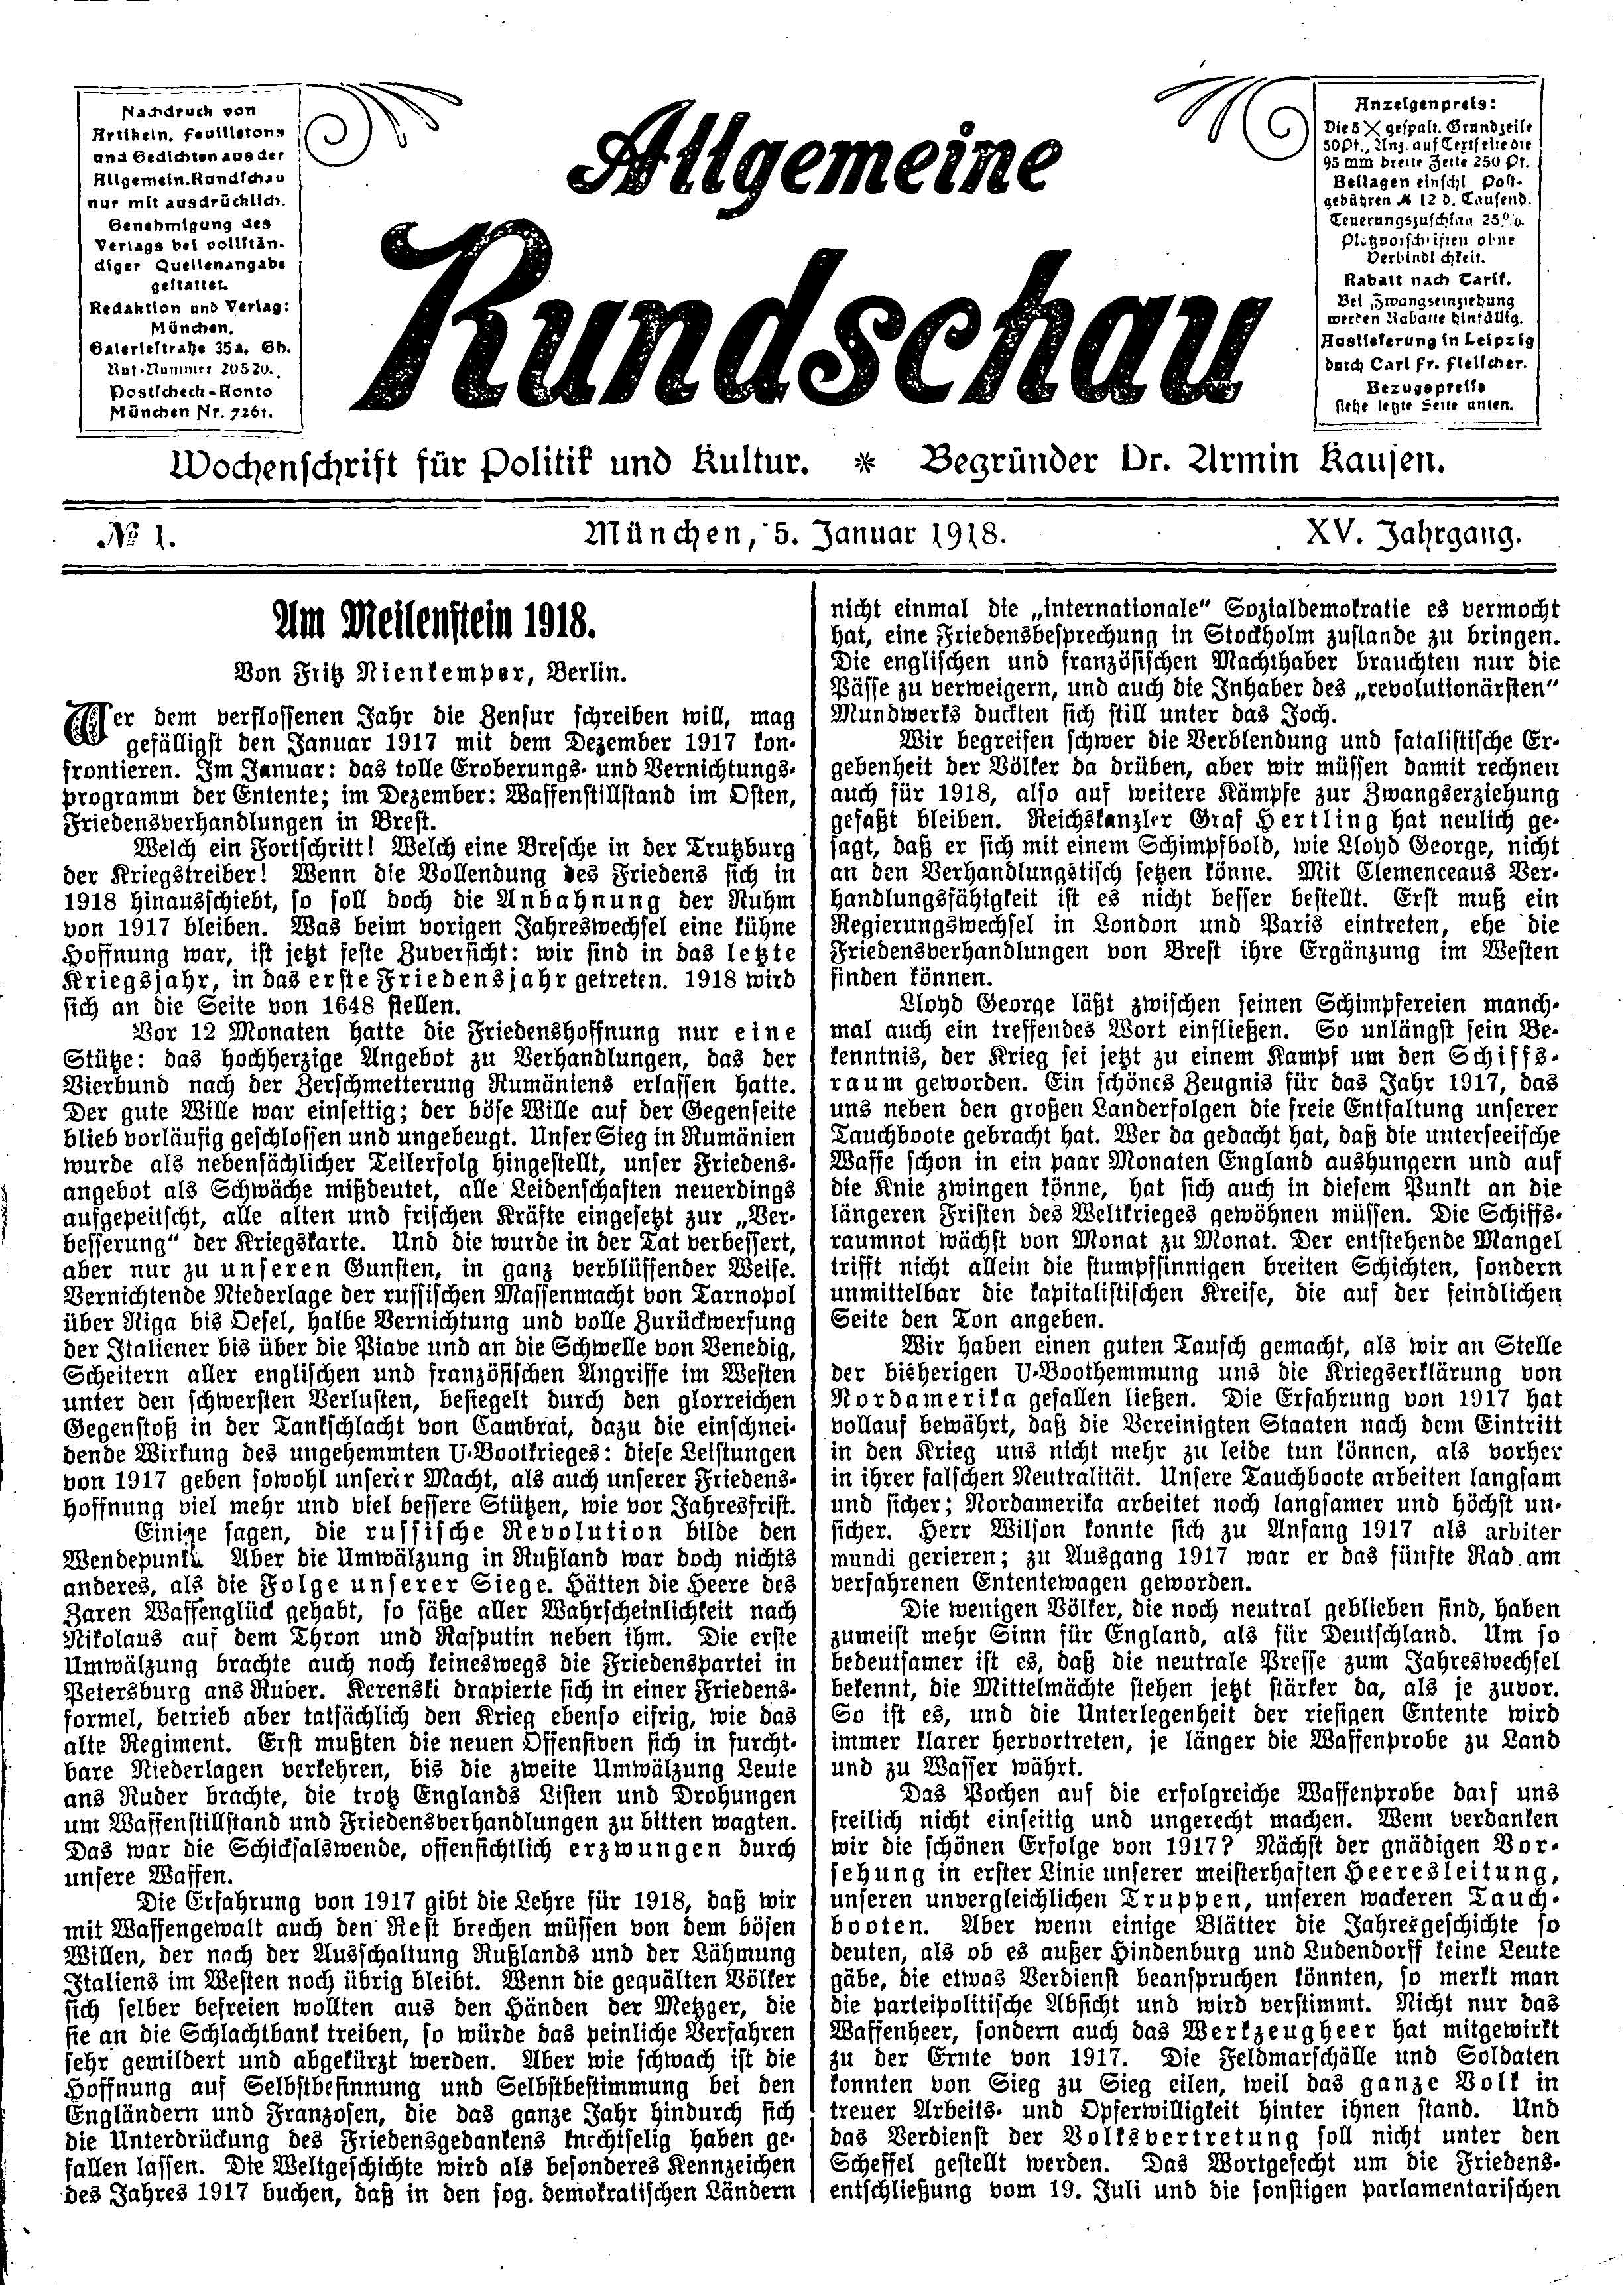 Nachdruck von
Artikeln, feuilletons
und Gedichten aus der
Allgemein. Rundschau
nur mit ausdrücklich.
Genehmigung des
Verlags bei vollstän-
diger Quellenangabe
gestattet.
Redaktion und Verlag:
München,
Galeriestraße 35a, Gh.
Ruf-Nummer 20520.
Postscheck-Konto
München Nr. 7261.
Allgemeine
Rundschau
Anzeigenpreis:
Die 5 X gespalt. Grundzeile
50 Pf., Anz. auf Textseite die
95 mm breite Zeile 250 Pf.
Beilagen einschl Post-
gebühren M 12 d. Tausend.
Teuerungszuschlag 25%.
Platzvorschriften ohne
Verbindlichkeit.
Rabatt nach Tarif.
Bei Zwangseinziehung
werden Rabatte hinfällig.
Auslieferung in Leipzig
durch Carl Fr. Fleischer.
Bezugspreise
siehe letzte Seite unten.
Wochenschrift für Politik und Kultur. * Begründer Dr. Armin Kausen.
№ 1. München, 5. Januar 1918. XV. Jahrgang.
Am Meilenstein 1918.
Von Fritz Nienkemper, Berlin.
Wer dem verflossenen Jahr die Zensur schreiben will, mag
gefälligst den Januar 1917 mit dem Dezember 1917 kon-
frontieren. Im Januar: das tolle Eroberungs- und Vernichtungs-
programm der Entente; im Dezember: Waffenstillstand im Osten,
Friedensverhandlungen in Brest.
Welch ein Fortschritt! Welch eine Bresche in der Trutzburg
der Kriegstreiber! Wenn die Vollendung des Friedens sich in
1918 hinausschiebt, so soll doch die Anbahnung der Ruhm
von 1917 bleiben. Was beim vorigen Jahreswechsel eine kühne
Hoffnung war, ist jetzt feste Zuversicht: wir sind in das letzte
Kriegsjahr, in das erste Friedensjahr getreten. 1918 wird
sich an die Seite von 1648 stellen.
Vor 12 Monaten hatte die Friedenshoffnung nur eine
Stütze: das hochherzige Angebot zu Verhandlungen, das der
Vierbund nach der Zerschmetterung Rumäniens erlassen hatte.
Der gute Wille war einseitig; der böse Wille auf der Gegenseite
blieb vorläufig geschlossen und ungebeugt. Unser Sieg in Rumänien
wurde als nebensächlicher Teilerfolg hingestellt, unser Friedens-
angebot als Schwäche mißdeutet, alle Leidenschaften neuerdings
aufgepeitscht, alle alten und frischen Kräfte eingesetzt zur „Ver-
besserung“ der Kriegskarte. Und die wurde in der Tat verbessert,
aber nur zu unseren Gunsten, in ganz verblüffender Weise.
Vernichtende Niederlage der russischen Massenmacht von Tarnopol
über Riga bis Oesel, halbe Vernichtung und volle Zurückwerfung
der Italiener bis über die Piave und an die Schwelle von Venedig,
Scheitern aller englischen und französischen Angriffe im Westen
unter den schwersten Verlusten, besiegelt durch den glorreichen
Gegenstoß in der Tankschlacht von Cambrai, dazu die einschnei-
dende Wirkung des ungehemmten U-Bootkrieges: diese Leistungen
von 1917 geben sowohl unserer Macht, als auch unserer Friedens-
hoffnung viel mehr und viel bessere Stützen, wie vor Jahresfrist.
Einige sagen, die russische Revolution bilde den
Wendepunkt. Aber die Umwälzung in Rußland war doch nichts
anderes, als die Folge unserer Siege. Hätten die Heere des
Zaren Waffenglück gehabt, so säße aller Wahrscheinlichkeit nach
Nikolaus auf dem Thron und Rasputin neben ihm. Die erste
Umwälzung brachte auch noch keineswegs die Friedenspartei in
Petersburg ans Ruder. Kerenski drapierte sich in einer Friedens-
formel, betrieb aber tatsächlich den Krieg ebenso eifrig, wie das
alte Regiment. Erst mußten die neuen Offensiven sich in furcht-
bare Niederlagen verkehren, bis die zweite Umwälzung Leute
ans Ruder brachte, die trotz Englands Listen und Drohungen
um Waffenstillstand und Friedensverhandlungen zu bitten wagten.
Das war die Schicksalswende, offensichtlich erzwungen durch
unsere Waffen.
Die Erfahrung von 1917 gibt die Lehre für 1918, daß wir
mit Waffengewalt auch den Rest brechen müssen von dem bösen
Willen, der nach der Ausschaltung Rußlands und der Lähmung
Italiens im Westen noch übrig bleibt. Wenn die gequälten Völker
sich selber befreien wollten aus den Händen der Metzger, die
sie an die Schlachtbank treiben, so würde das peinliche Verfahren
sehr gemildert und abgekürzt werden. Aber wie schwach ist die
Hoffnung auf Selbstbesinnung und Selbstbestimmung bei den
Engländern und Franzosen, die das ganze Jahr hindurch sich
die Unterdrückung des Friedensgedankens knechtselig haben ge-
fallen lassen. Die Weltgeschichte wird als besonderes Kennzeichen
des Jahres 1917 buchen, daß in den sog. demokratischen Ländern
nicht einmal die „internationale“ Sozialdemokratie es vermocht
hat, eine Friedensbesprechung in Stockholm zustande zu bringen.
Die englischen und französischen Machthaber brauchten nur die
Pässe zu verweigern, und auch die Inhaber des „revolutionärsten“
Mundwerks duckten sich still unter das Joch.
Wir begreifen schwer die Verblendung und fatalistische Er-
gebenheit der Völker da drüben, aber wir müssen damit rechnen
auch für 1918, also auf weitere Kämpfe zur Zwangserziehung
gefaßt bleiben. Reichskanzler Graf Hertling hat neulich ge-
sagt, daß er sich mit einem Schimpfbold, wie Lloyd George, nicht
an den Verhandlungstisch setzen könne. Mit Clemenceaus Ver-
handlungsfähigkeit ist es nicht besser bestellt. Erst muß ein
Regierungswechsel in London und Paris eintreten, ehe die
Friedensverhandlungen von Brest ihre Ergänzung im Westen
finden können.
Lloyd George läßt zwischen seinen Schimpfereien manch-
mal auch ein treffendes Wort einfließen. So unlängst sein Be-
kenntnis, der Krieg sei jetzt zu einem Kampf um den Schiffs-
raum geworden. Ein schönes Zeugnis für das Jahr 1917, das
uns neben den großen Landerfolgen die freie Entfaltung unserer
Tauchboote gebracht hat. Wer da gedacht hat, daß die unterseeische
Waffe schon in ein paar Monaten England aushungern und auf
die Knie zwingen könne, hat sich auch in diesem Punkt an die
längeren Fristen des Weltkrieges gewöhnen müssen. Die Schiffs-
raumnot wächst von Monat zu Monat. Der entstehende Mangel
trifft nicht allein die stumpfsinnigen breiten Schichten, sondern
unmittelbar die kapitalistischen Kreise, die auf der feindlichen
Seite den Ton angeben.
Wir haben einen guten Tausch gemacht, als wir an Stelle
der bisherigen U-Boothemmung uns die Kriegserklärung von
Nordamerika gefallen ließen. Die Erfahrung von 1917 hat
vollauf bewährt, daß die Vereinigten Staaten nach dem Eintritt
in den Krieg uns nicht mehr zu leide tun können, als vorher
in ihrer falschen Neutralität. Unsere Tauchboote arbeiten langsam
und sicher; Nordamerika arbeitet noch langsamer und höchst un-
sicher. Herr Wilson konnte sich zu Anfang 1917 als arbiter
mundi gerieren; zu Ausgang 1917 war er das fünfte Rad am
verfahrenen Ententewagen geworden.
Die wenigen Völker, die noch neutral geblieben sind, haben
zumeist mehr Sinn für England, als für Deutschland. Um so
bedeutsamer ist es, daß die neutrale Presse zum Jahreswechsel
bekennt, die Mittelmächte stehen jetzt stärker da, als je zuvor.
So ist es, und die Unterlegenheit der riesigen Entente wird
immer klarer hervortreten, je länger die Waffenprobe zu Land
und zu Wasser währt.
Das Pochen auf die erfolgreiche Waffenprobe darf uns
freilich nicht einseitig und ungerecht machen. Wem verdanken
wir die schönen Erfolge von 1917? Nächst der gnädigen Vor-
sehung in erster Linie unserer meisterhaften Heeresleitung,
unseren unvergleichlichen Truppen, unseren wackeren Tauch-
booten. Aber wenn einige Blätter die Jahresgeschichte so
deuten, als ob es außer Hindenburg und Ludendorff keine Leute
gäbe, die etwas Verdienst beanspruchen könnten, so merkt man
die parteipolitische Absicht und wird verstimmt. Nicht nur das
Waffenheer, sondern auch das Werkzeugheer hat mitgewirkt
zu der Ernte von 1917. Die Feldmarschälle und Soldaten
konnten von Sieg zu Sieg eilen, weil das ganze Volk in
treuer Arbeits- und Opferwilligkeit hinter ihnen stand. Und
das Verdienst der Volksvertretung soll nicht unter den
Scheffel gestellt werden. Das Wortgefecht um die Friedens-
entschließung vom 19. Juli und die sonstigen parlamentarischen